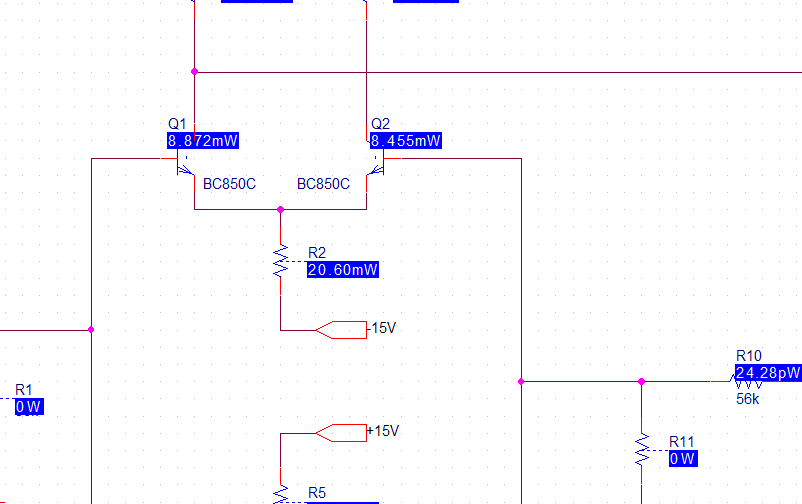 Q1
8.872mW
Q2
8.455mW
BC850C
BC850C
R2
20.60mW
-15V
R10
24.28pW
56k
R1
0W
+15V
R11
0W
R5